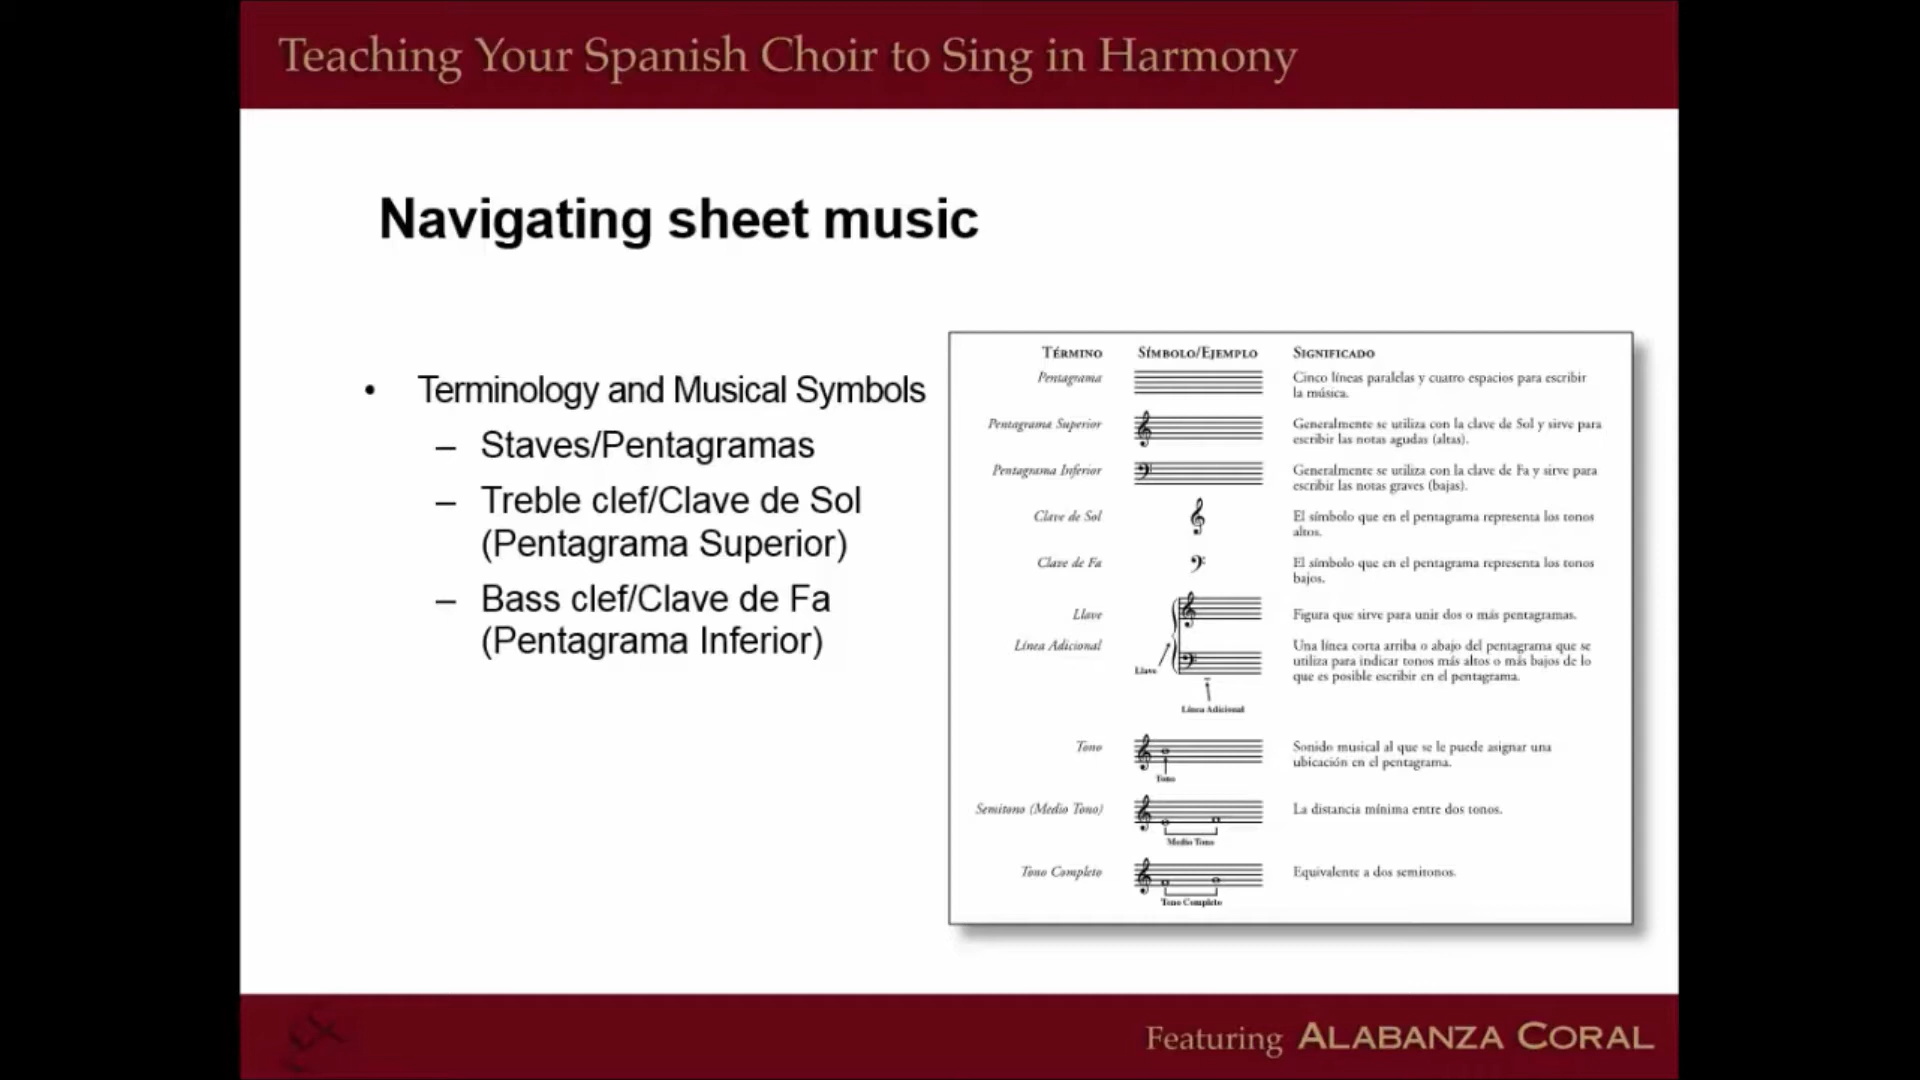 Teaching Your Spanish Choir to Sing in Harmony
Navigating sheet music
• Terminology and Musical Symbols
– Staves/Pentagramas
– Treble clef/Clave de Sol
(Pentagrama Superior)
– Bass clef/Clave de Fa
(Pentagrama Inferior)
Término Símbolo/Ejemplo Significado
Pentagrama Cinco líneas paralelas y cuatro espacios para escribir
la música.
Pentagrama Superior Generalmente se utiliza con la clave de Sol y sirve para
escribir las notas agudas (altas).
Pentagrama Inferior Generalmente se utiliza con la clave de Fa y sirve para
escribir las notas graves (bajas).
Clave de Sol El símbolo que en el pentagrama representa los tonos
altos.
Clave de Fa El símbolo que en el pentagrama representa los tonos
bajos.
Llave Figura que sirve para unir dos o más pentagramas.
Línea Adicional Una línea corta arriba o abajo del pentagrama que se
utiliza para indicar tonos más altos o más bajos de lo
Llave que es posible escribir en el pentagrama.
Línea Adicional
Tono Sonido musical al que se le puede asignar una
ubicación en el pentagrama.
Tono
Semitono (Medio Tono) La distancia mínima entre dos tonos.
Medio Tono
Tono Completo Equivalente a dos semitonos.
Tono Completo
Featuring ALABANZA CORAL